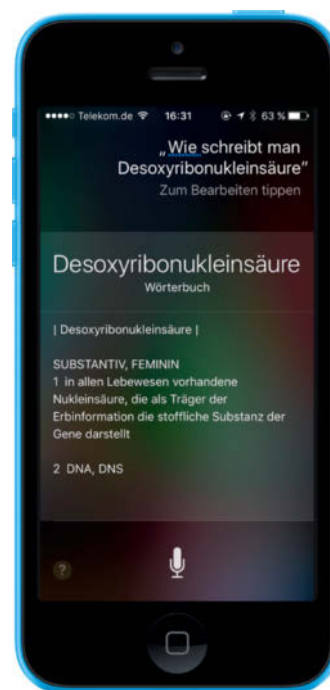 Telekom.de 16:31 63 %
„Wie schreibt man
Desoxyribonukleinsäure“
Zum Bearbeiten tippen
Desoxyribonukleinsäure
Wörterbuch
| Desoxyribonukleinsäure |
SUBSTANTIV, FEMININ
1 in allen Lebewesen vorhandene
Nukleinsäure, die als Träger der
Erbinformation die stoffliche Substanz der
Gene darstellt
2 DNA, DNS
?